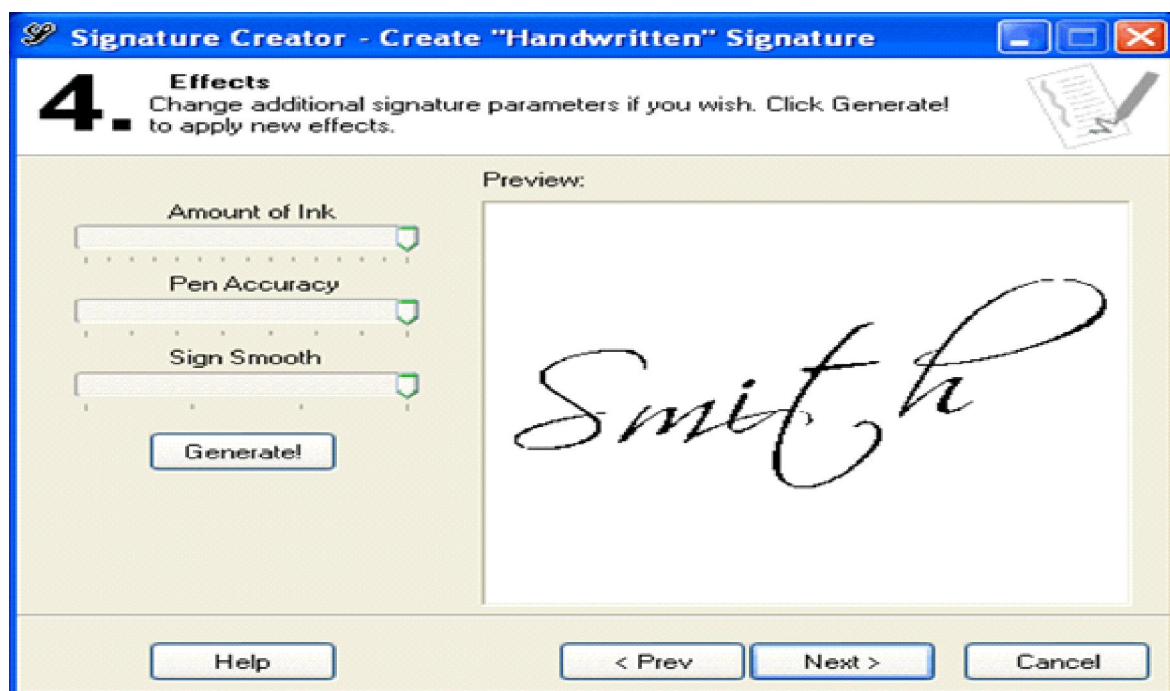 Signature Creator - Create "Handwritten" Signature
4. Effects
Change additional signature parameters if you wish. Click Generate!
to apply new effects.
Preview:
Amount of Ink
Pen Accuracy
Sign Smooth
Generate!
Smith
Help
< Prev
Next >
Cancel